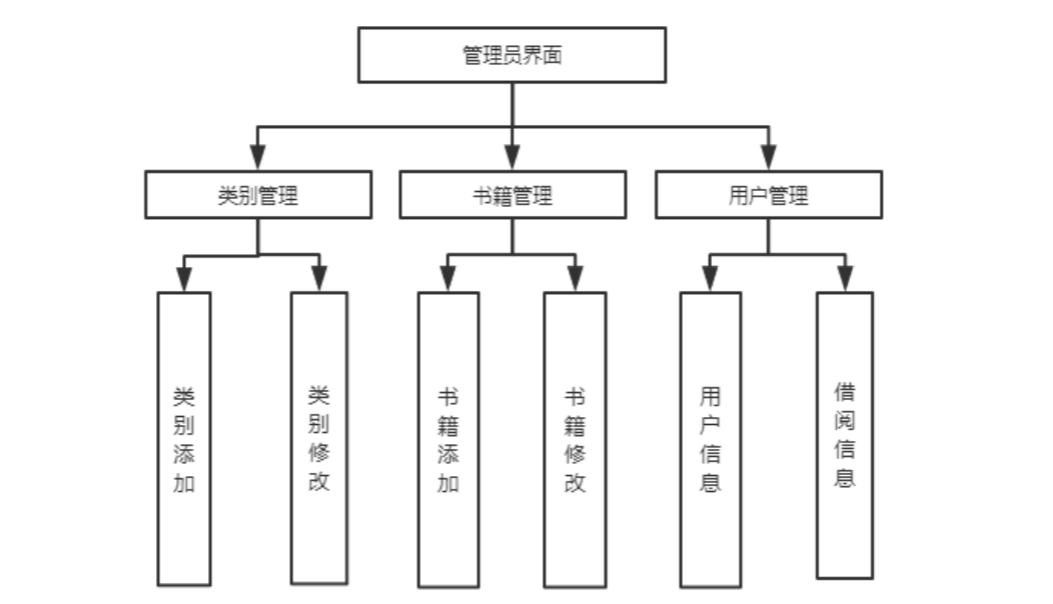 管理员界面
类别管理
书籍管理
用户管理
类别添加
类别修改
书籍添加
书籍修改
用户信息
借阅信息